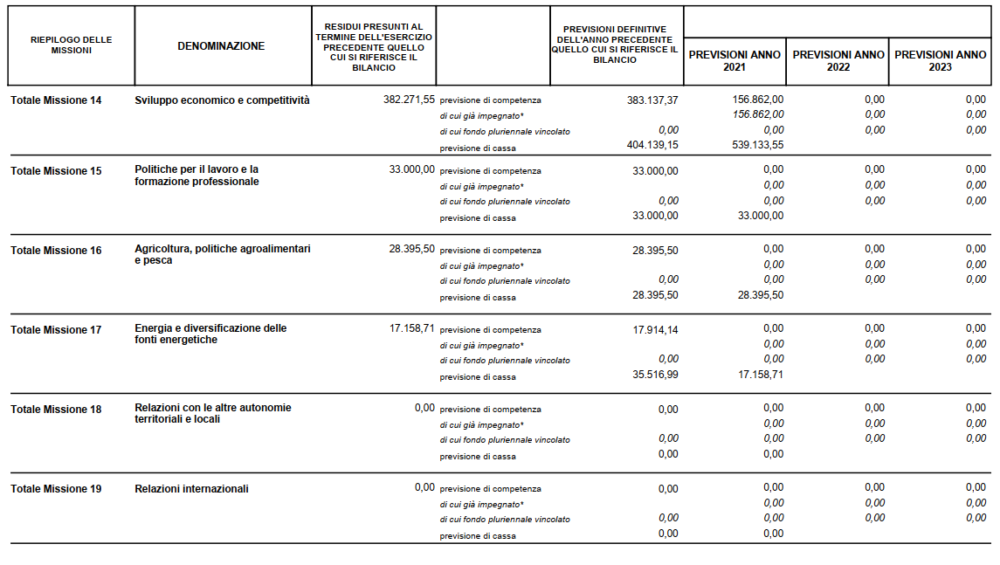 RIEPILOGO DELLE
MISSIONI
DENOMINAZIONE
RESIDUI PRESUNTI AL
TERMINE DELL'ESERCIZIO
PRECEDENTE QUELLO
CUI SI RIFERISCE IL
BILANCIO
PREVISIONI DEFINITIVE
DELL'ANNO PRECEDENTE
QUELLO CUI SI RIFERISCE IL
BILANCIO
PREVISIONI ANNO
2021
PREVISIONI ANNO
2022
PREVISIONI ANNO
2023
Totale Missione 14 Sviluppo economico e competitività 382.271,55 previsione di competenza 383.137,37 156.862,00 0,00 0,00
di cui già impegnato* 156.862,00 0,00 0,00
di cui fondo pluriennale vincolato 0,00 0,00 0,00 0,00
previsione di cassa 404.139,15 539.133,55
Totale Missione 15 Politiche per il lavoro e la 33.000,00 previsione di competenza 33.000,00 0,00 0,00 0,00
formazione professionale di cui già impegnato* 0,00 0,00 0,00
di cui fondo pluriennale vincolato 0,00 0,00 0,00 0,00
previsione di cassa 33.000,00 33.000,00
Totale Missione 16 Agricoltura, politiche agroalimentari 28.395,50 previsione di competenza 28.395,50 0,00 0,00 0,00
e pesca di cui già impegnato* 0,00 0,00 0,00
di cui fondo pluriennale vincolato 0,00 0,00 0,00 0,00
previsione di cassa 28.395,50 28.395,50
Totale Missione 17 Energia e diversificazione delle 17.158,71 previsione di competenza 17.914,14 0,00 0,00 0,00
fonti energetiche di cui già impegnato* 0,00 0,00 0,00
di cui fondo pluriennale vincolato 0,00 0,00 0,00 0,00
previsione di cassa 35.516,99 17.158,71
Totale Missione 18 Relazioni con le altre autonomie 0,00 previsione di competenza 0,00 0,00 0,00 0,00
territoriali e locali di cui già impegnato* 0,00 0,00 0,00
di cui fondo pluriennale vincolato 0,00 0,00 0,00 0,00
previsione di cassa 0,00 0,00
Totale Missione 19 Relazioni internazionali 0,00 previsione di competenza 0,00 0,00 0,00 0,00
di cui già impegnato* 0,00 0,00 0,00
di cui fondo pluriennale vincolato 0,00 0,00 0,00 0,00
previsione di cassa 0,00 0,00